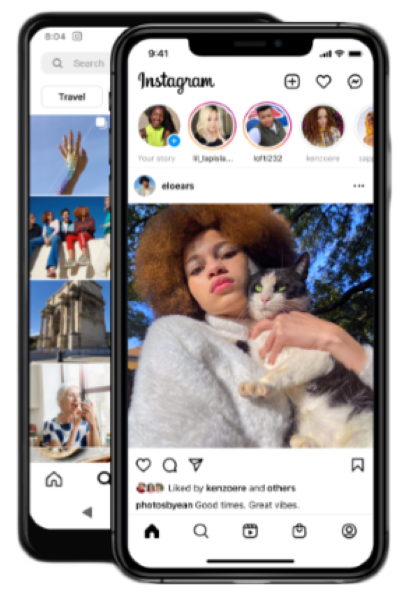 8:04
Search
Travel
9:41
Instagram
Your story
lil_lapisla...
lofti232
kenzoere
sapp
eloears
Liked by kenzoere and others
photosbyean Good times. Great vibes.